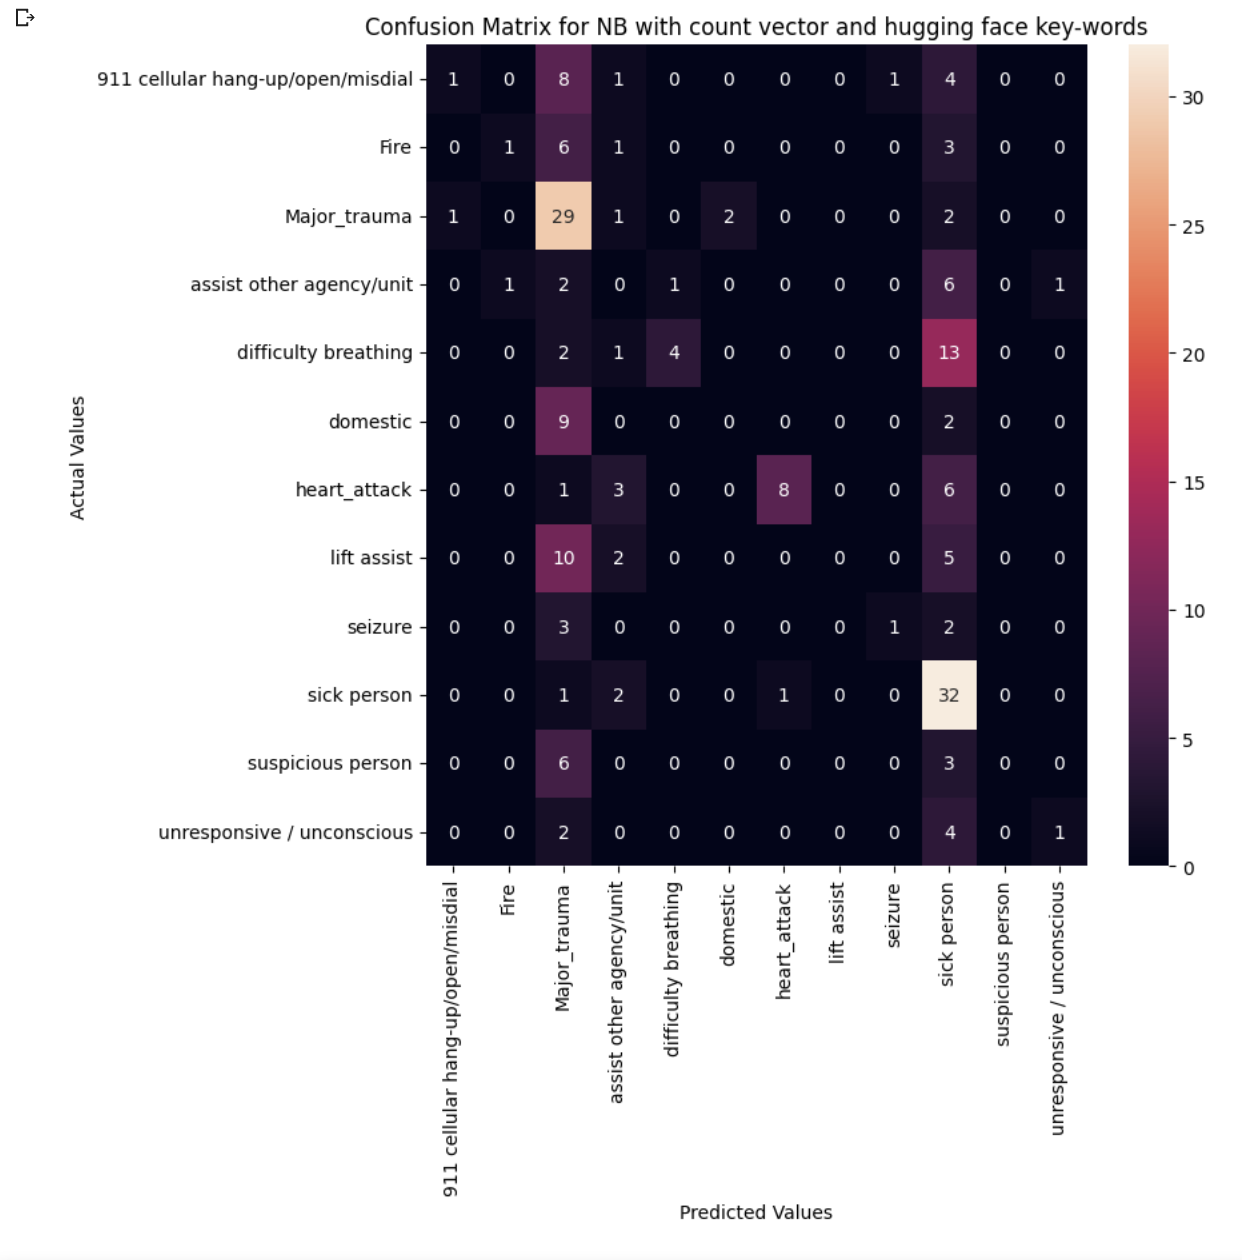 Confusion Matrix for NB with count vector and hugging face key-words
911 cellular hang-up/open/misdial 1 0 8 1 0 0 0 0 1 4 0 0
Fire 0 1 6 1 0 0 0 0 0 3 0 0
Major_trauma 1 0 29 1 0 2 0 0 0 2 0 0
assist other agency/unit 0 1 2 0 1 0 0 0 0 6 0 1
difficulty breathing 0 0 2 1 4 0 0 0 0 13 0 0
domestic 0 0 9 0 0 0 0 0 0 2 0 0
heart_attack 0 0 1 3 0 0 8 0 0 6 0 0
lift assist 0 0 10 2 0 0 0 0 0 5 0 0
seizure 0 0 3 0 0 0 0 0 1 2 0 0
sick person 0 0 1 2 0 0 1 0 0 32 0 0
suspicious person 0 0 6 0 0 0 0 0 0 3 0 0
unresponsive / unconscious 0 0 2 0 0 0 0 0 0 4 0 1
Actual Values
911 cellular hang-up/open/misdial
Fire
Major_trauma
assist other agency/unit
difficulty breathing
domestic
heart_attack
lift assist
seizure
sick person
suspicious person
unresponsive / unconscious
Predicted Values
30
25
20
15
10
5
0